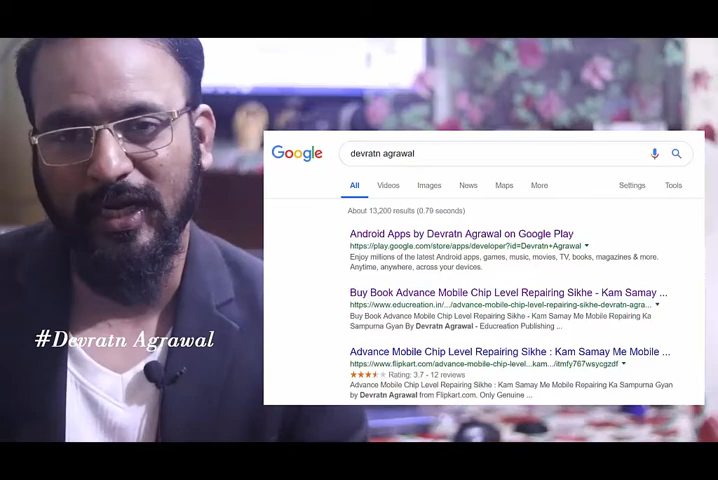 Google
devratn agrawal
All Videos Images News Maps More Settings Tools
About 13,200 results (0.79 seconds)
Android Apps by Devratn Agrawal on Google Play
https://play.google.com/store/apps/developer?id=Devratn+Agrawal
Enjoy millions of the latest Android apps, games, music, movies, TV, books, magazines & more.
Anytime, anywhere, across your devices.
Buy Book Advance Mobile Chip Level Repairing Sikhe - Kam Samay ...
https://www.educreation.in/.../advance-mobile-chip-level-repairing-sikhe-devratn-agra...
Buy Book Advance Mobile Chip Level Repairing Sikhe - Kam Samay Me Mobile Repairing Ka
Sampurna Gyan By Devratn Agrawal - Educreation Publishing ...
#Devratn Agrawal
Advance Mobile Chip Level Repairing Sikhe : Kam Samay Me Mobile ...
https://www.flipkart.com/advance-mobile-chip-level...kam.../itmfy767wsycgzdf
Rating: 3.7 - 12 reviews
Advance Mobile Chip Level Repairing Sikhe : Kam Samay Me Mobile Repairing Ka Sampurna Gyan
by Devratn Agrawal from Flipkart.com. Only Genuine ...